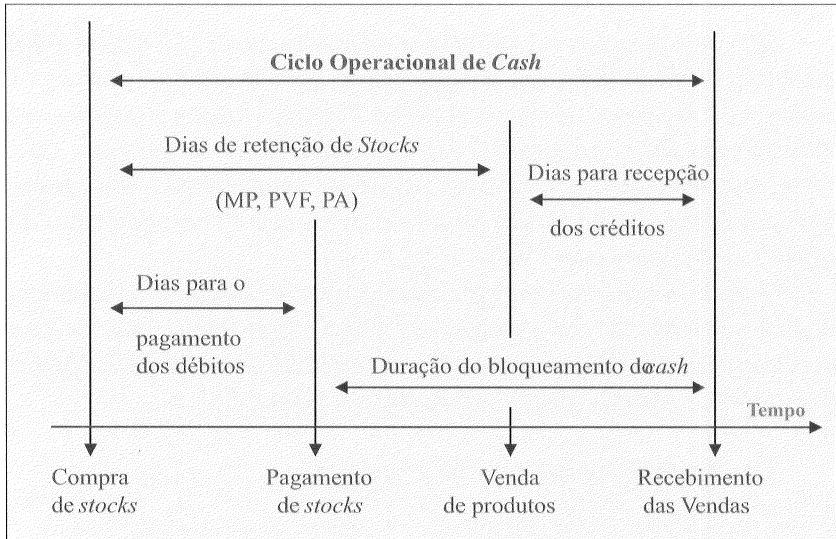 Ciclo Operacional de Cash
Dias de retenção de Stocks
(MP, PVF, PA)
Dias para recepção
dos créditos
Dias para o
pagamento
dos débitos
Duração do bloqueamento do cash
Tempo
Compra
de stocks
Pagamento
de stocks
Venda
de produtos
Recebimento
das Vendas